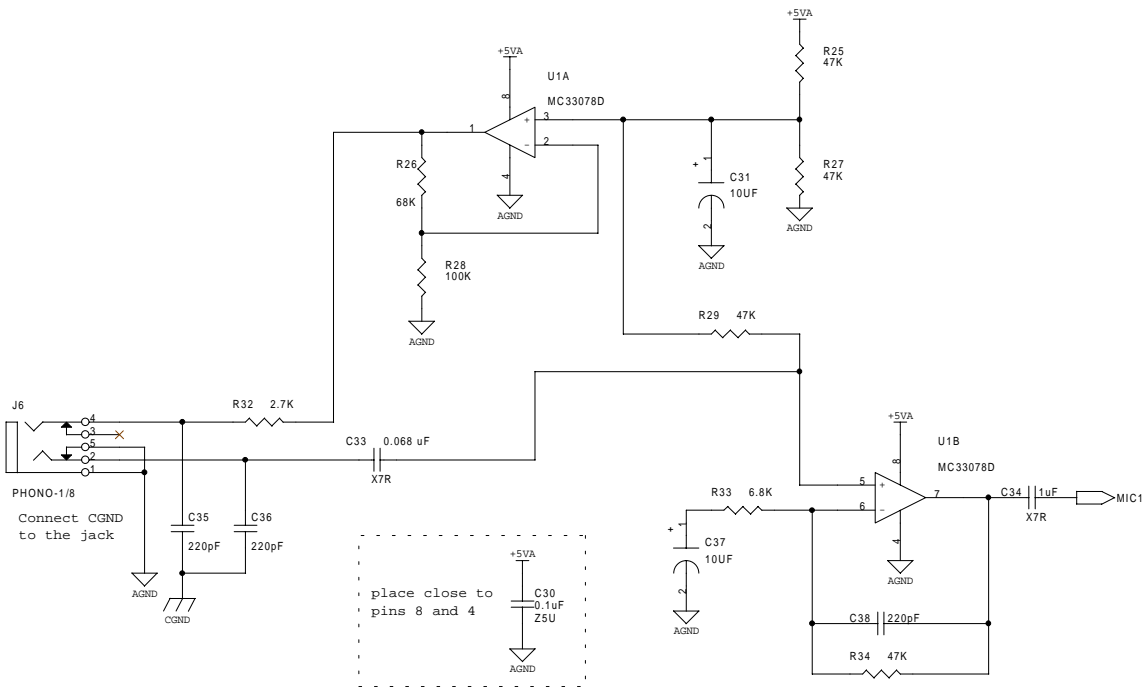 +5VA
R25
47K
+5VA
U1A
MC33078D
8
3
+
1
2
-
4
AGND
R26
68K
R27
47K
AGND
+
1
C31
10UF
2
AGND
R28
100K
AGND
R29 47K
J6
4
3
5
2
1
R32 2.7K
C33 0.068 uF
X7R
PHONO-1/8
Connect CGND
to the jack
+5VA
U1B
MC33078D
8
5
+
6
-
7
4
AGND
C34 1uF
X7R
MIC1
R33 6.8K
+
1
C37
10UF
2
AGND
C35
220pF
C36
220pF
AGND
CGND
place close to
pins 8 and 4
+5VA
C30
0.1uF
Z5U
AGND
C38 220pF
R34 47K